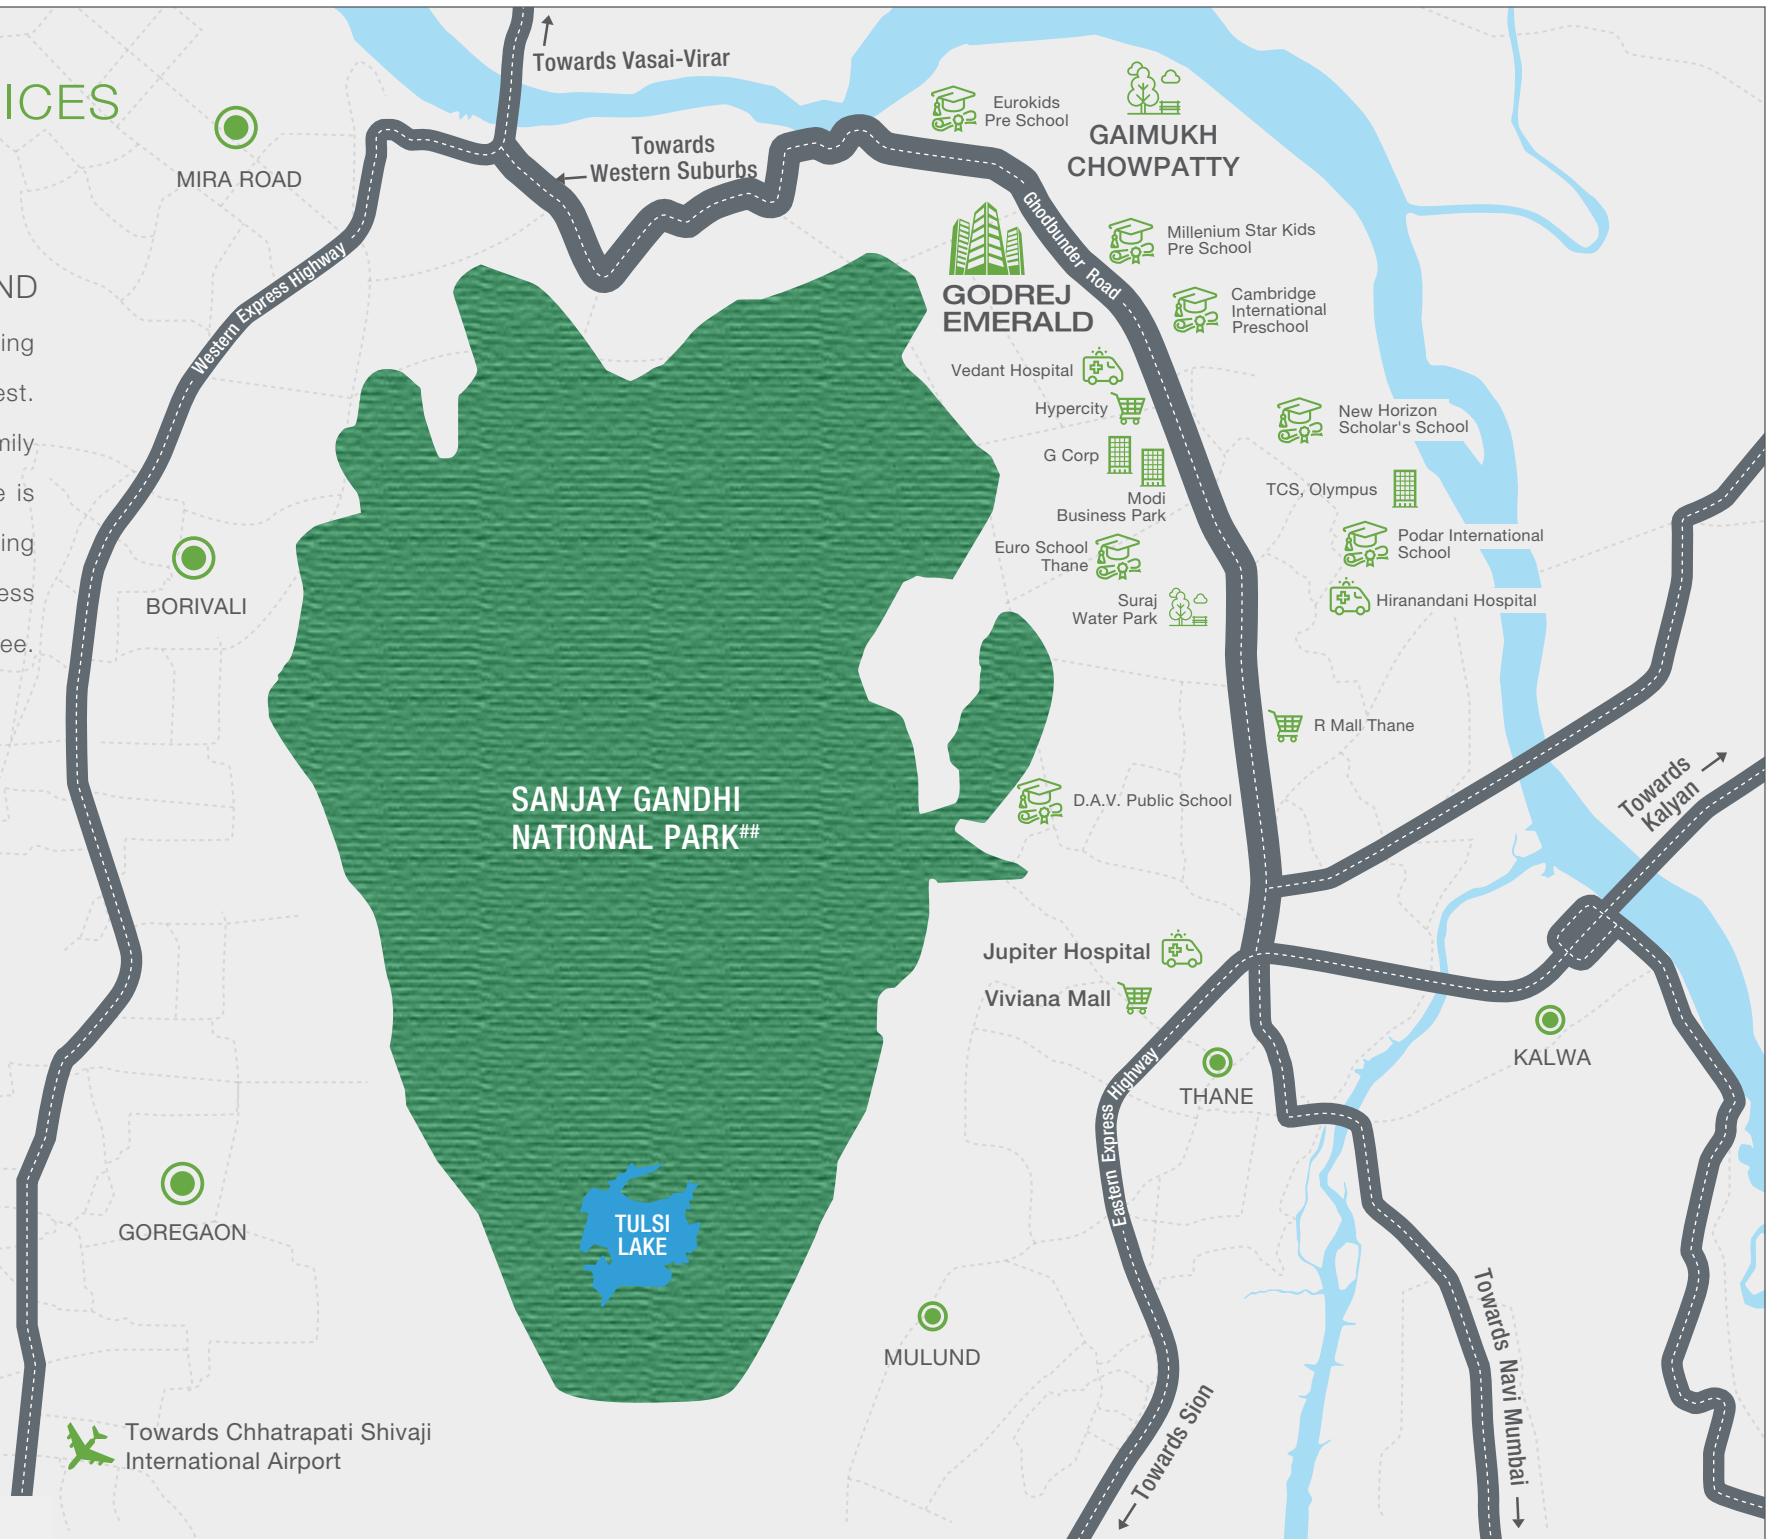 ICES
ND
ing
est.
nily
e is
ing
ess
ee.
Towards Vasai-Virar
Towards
Western Suburbs
Eurokids
Pre School
GAIMUKH
CHOWPATTY
MIRA ROAD
Western Express Highway
Ghodbunder Road
Millenium Star Kids
Pre School
GODREJ
EMERALD
Cambridge
International
Preschool
Vedant Hospital
Hypercity
New Horizon
Scholar's School
G Corp
Modi
Business Park
TCS, Olympus
Euro School
Thane
Podar International
School
Suraj
Water Park
Hiranandani Hospital
BORIVALI
R Mall Thane
SANJAY GANDHI
NATIONAL PARK##
D.A.V. Public School
Towards
Kalyan
Jupiter Hospital
Viviana Mall
KALWA
THANE
Eastern Express Highway
GOREGAON
TULSI
LAKE
MULUND
Towards Sion
Towards Navi Mumbai
Towards Chhatrapati Shivaji
International Airport